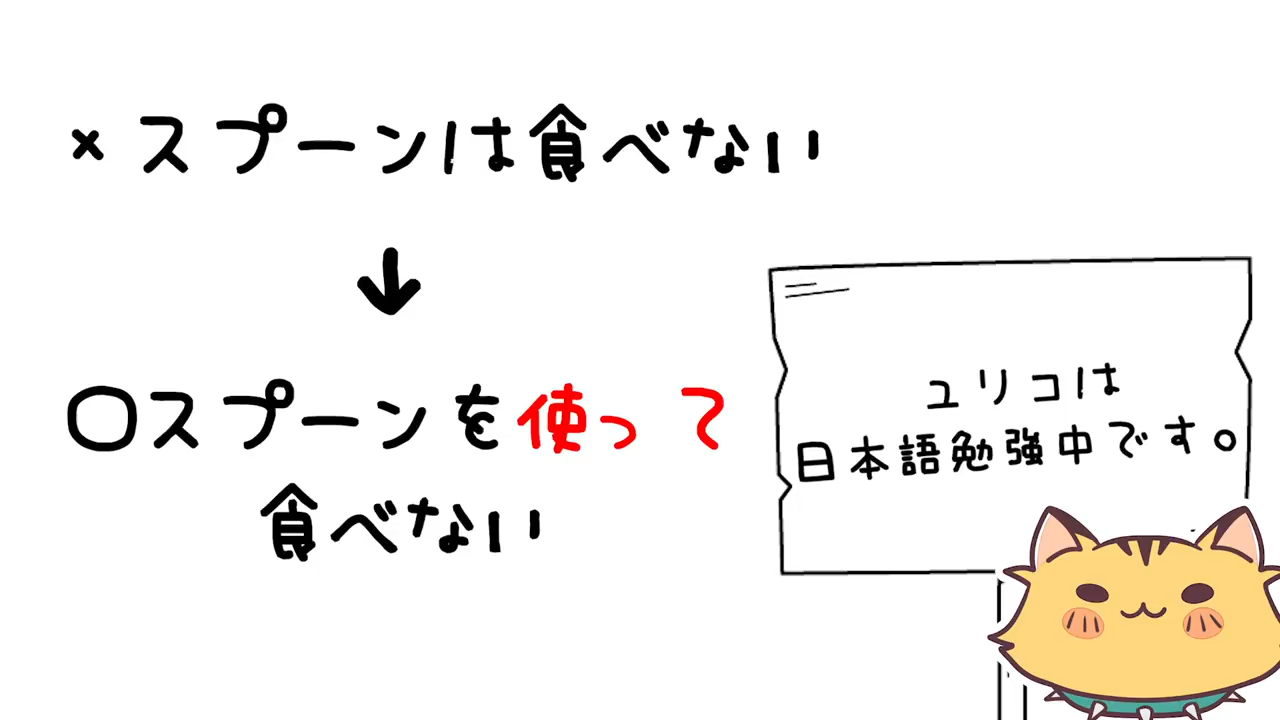 ×スプーンは食べない
↓
〇スプーンを使って
食べない
ユリコは
日本語勉強中です。